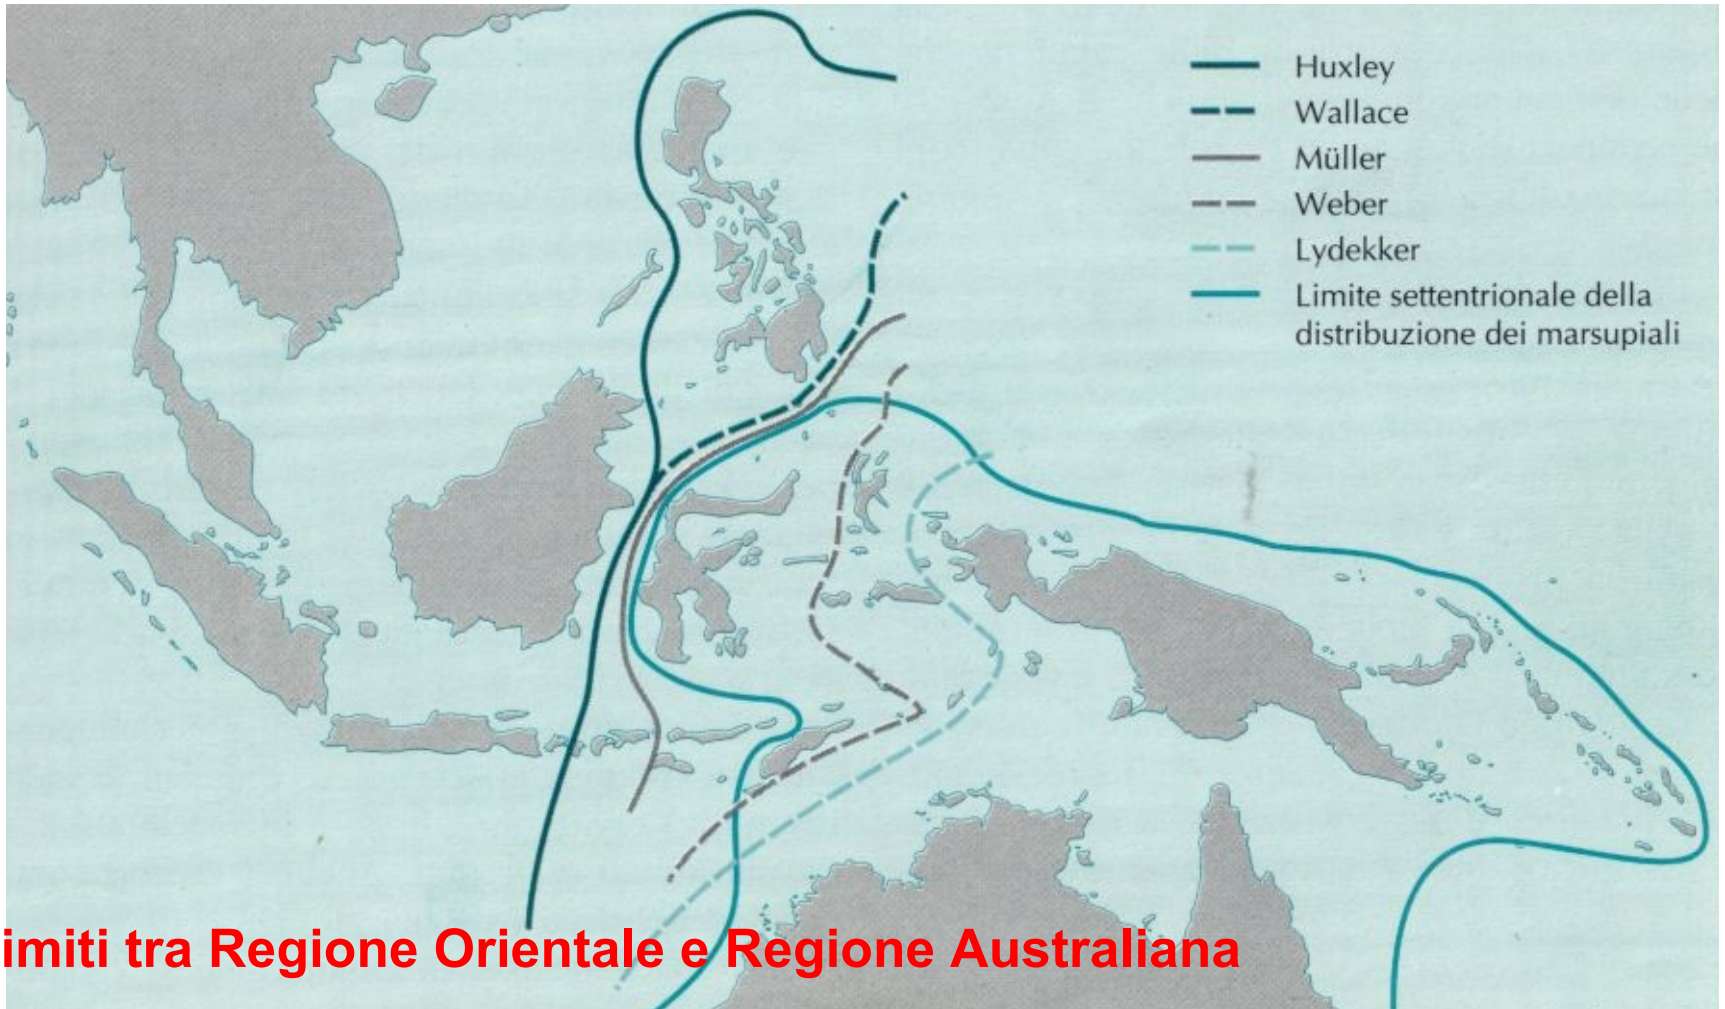 Huxley
Wallace
Müller
Weber
Lydekker
Limite settentrionale della
distribuzione dei marsupiali
imiti tra Regione Orientale e Regione Australiana